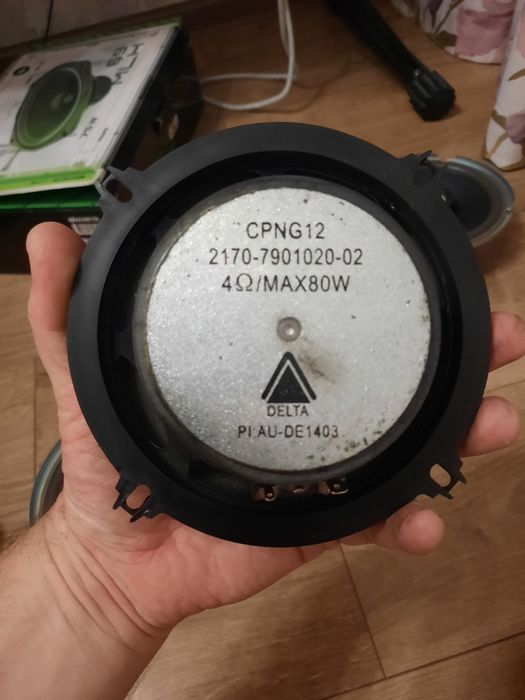 CPNG12
2170-7901020-02
4Ω/MAX80W
DELTA
PI.AU-DE1403